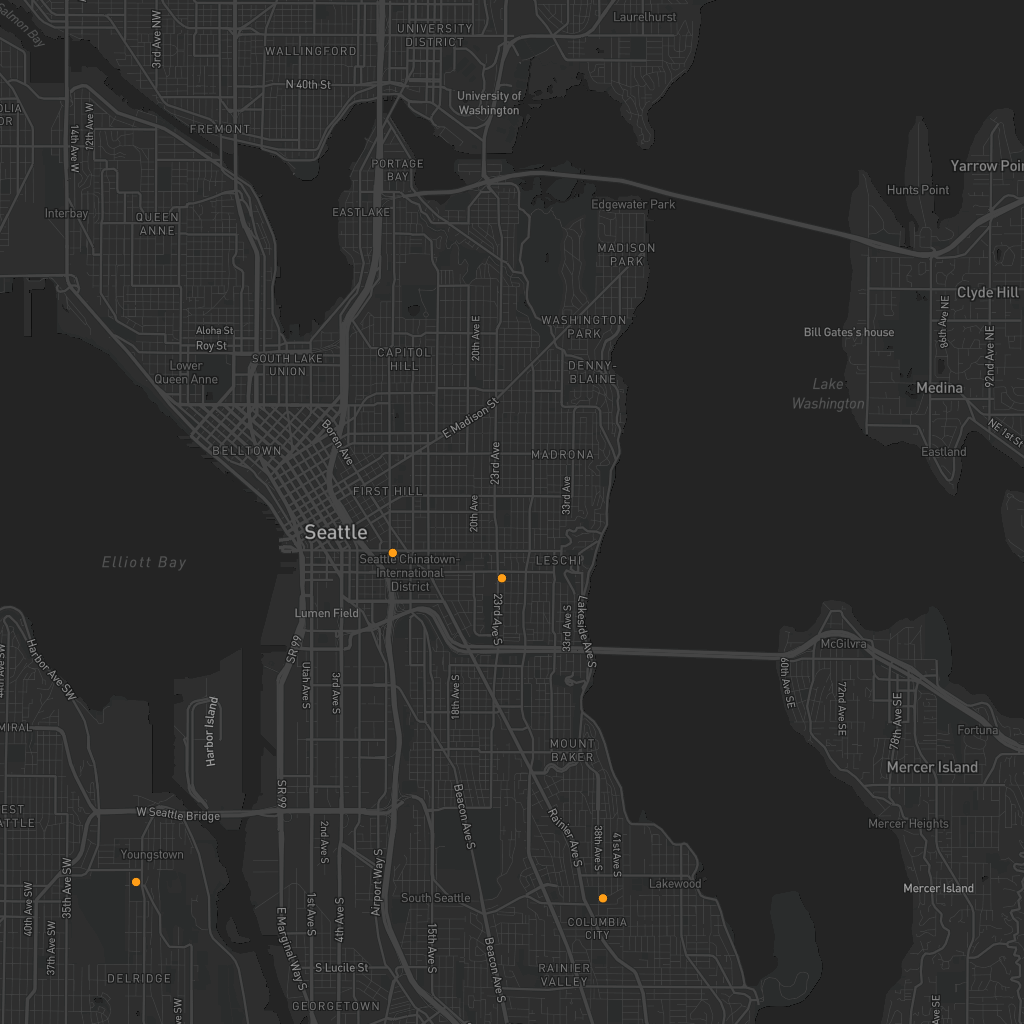 Salmon Bay
3rd Ave NW
WALLINGFORD
UNIVERSITY
DISTRICT
Laurelhurst
N 40th St
University of
Washington
14th Ave W
12th Ave W
FREMONT
PORTAGE
BAY
Yarrow Poin
Hunts Point
Interbay
QUEEN
ANNE
EASTLAKE
Edgewater Park
MADISON
PARK
Clyde Hill
Aloha St
Roy St
20th Ave E
WASHINGTON
PARK
Bill Gates's house
86th Ave NE
92nd Ave NE
Lower
Queen Anne
SOUTH LAKE
UNION
CAPITOL
HILL
DENNY-
BLAINE
Lake
Washington
Medina
NE 1st St
E Madison St
Boren Ave
BELLTOWN
23rd Ave
MADRONA
Eastland
FIRST HILL
20th Ave
33rd Ave
Seattle
Elliott Bay
Seattle Chinatown-
International
District
LESCHI
Lumen Field
23rd Ave S
33rd Ave S
Lakeside Ave S
McGilvra
44th Ave SW
Harbor Ave SW
SR 99
Utah Ave S
3rd Ave S
18th Ave S
60th Ave SE
72nd Ave SE
78th Ave SE
Fortuna
MIRAL
Harbor Island
MOUNT
BAKER
Mercer Island
EST
ATTLE
W Seattle Bridge
SR 99
2nd Ave S
Beacon Ave S
Rainier Ave S
38th Ave S
41st Ave S
Mercer Heights
Youngstown
35th Ave SW
40th Ave SW
37th Ave SW
Airport Way S
South Seattle
Lakewood
Mercer Island
1st Ave S
4th Ave S
E Marginal Way S
15th Ave S
Beacon Ave S
COLUMBIA
CITY
DELRIDGE
S Lucile St
RAINIER
VALLEY
GEORGETOWN
SW
Ave SE